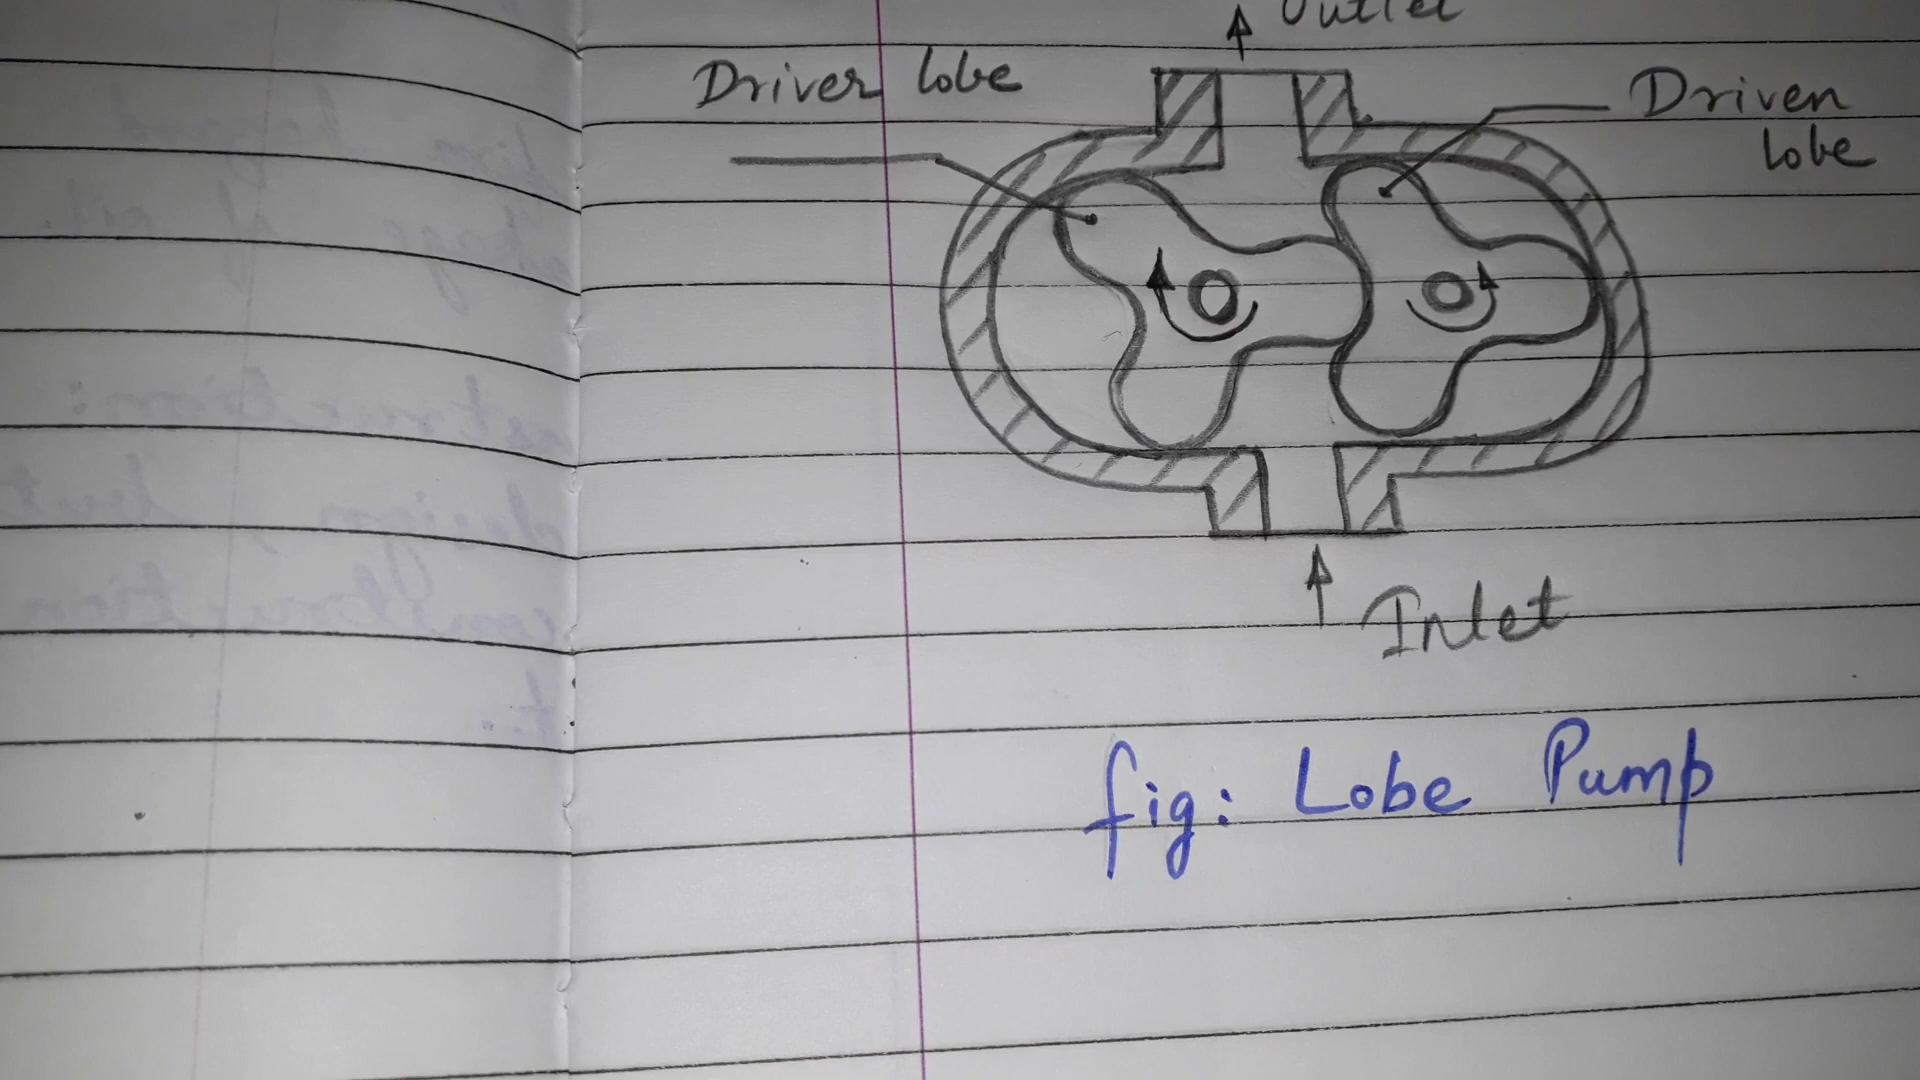 Outlet
Driver lobe
Driven
lobe
Inlet
fig: Lobe Pump